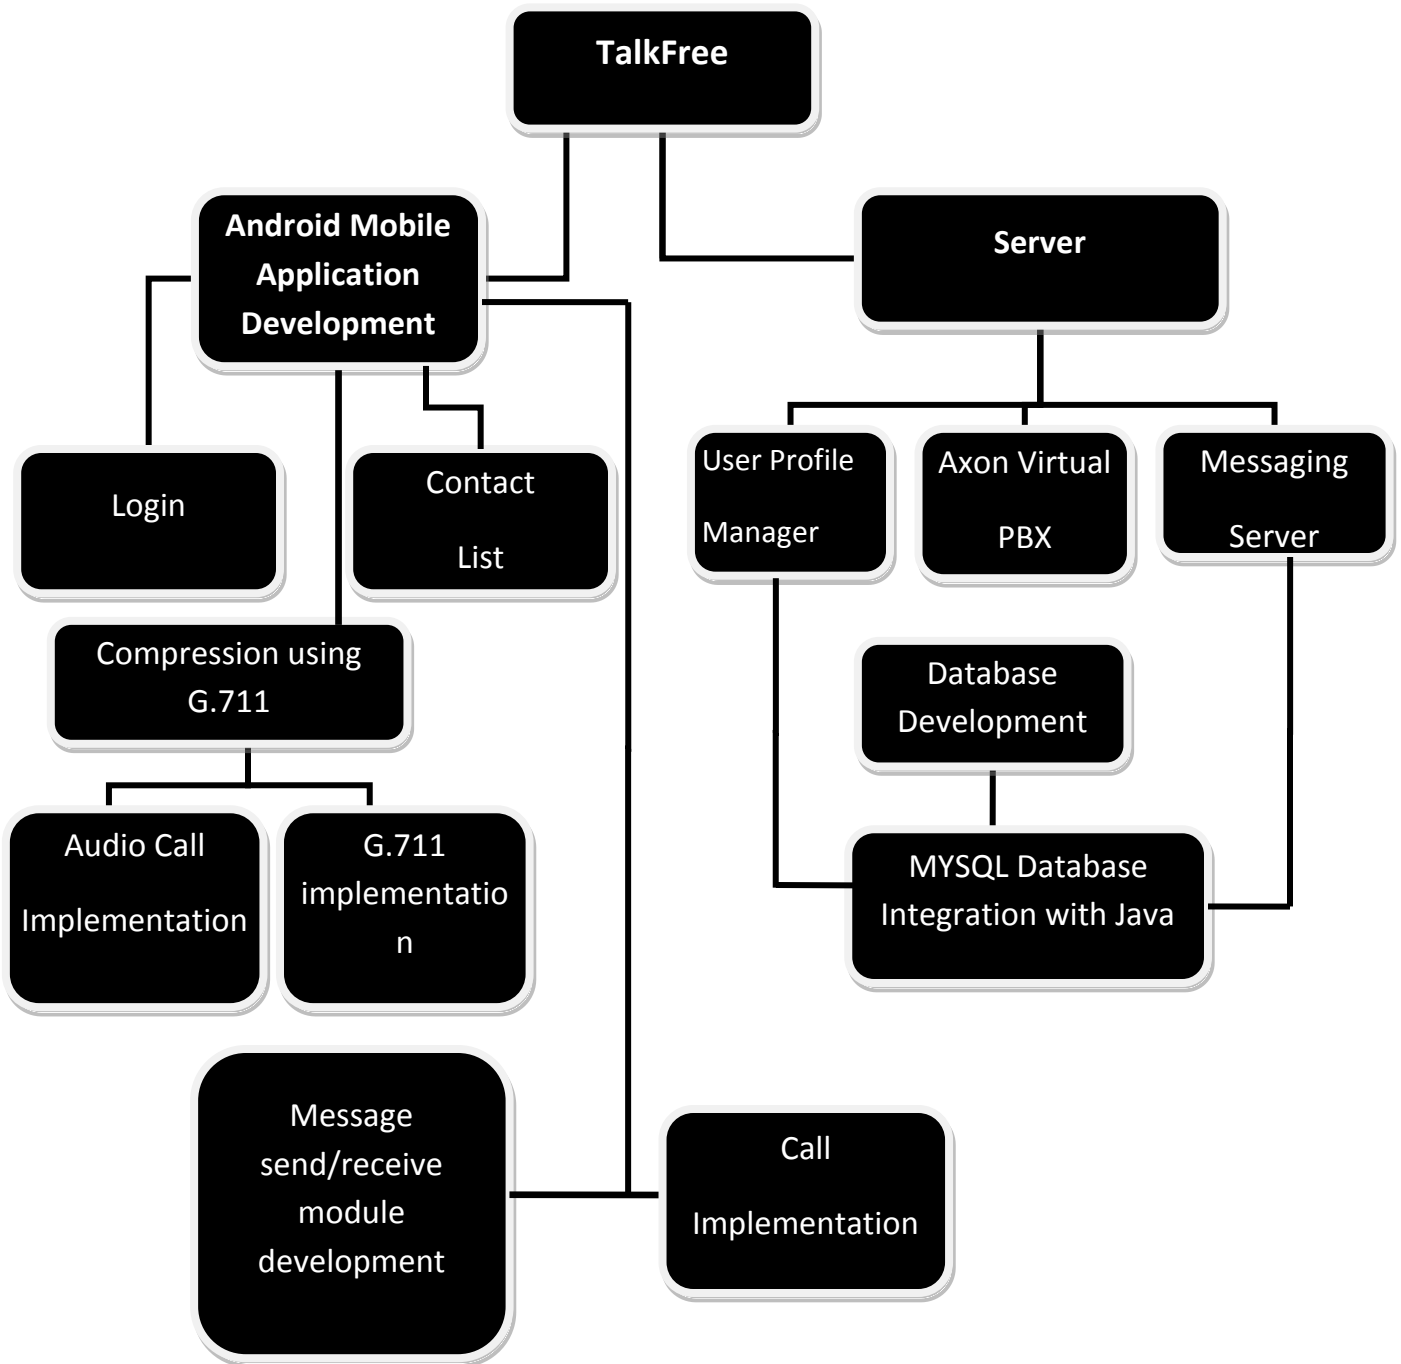 TalkFree
Android Mobile
Application
Development
Server
Login
Contact
List
User Profile
Manager
Axon Virtual
PBX
Messaging
Server
Compression using
G.711
Database
Development
Audio Call
Implementation
G.711
implementatio
n
MYSQL Database
Integration with Java
Message
send/receive
module
development
Call
Implementation